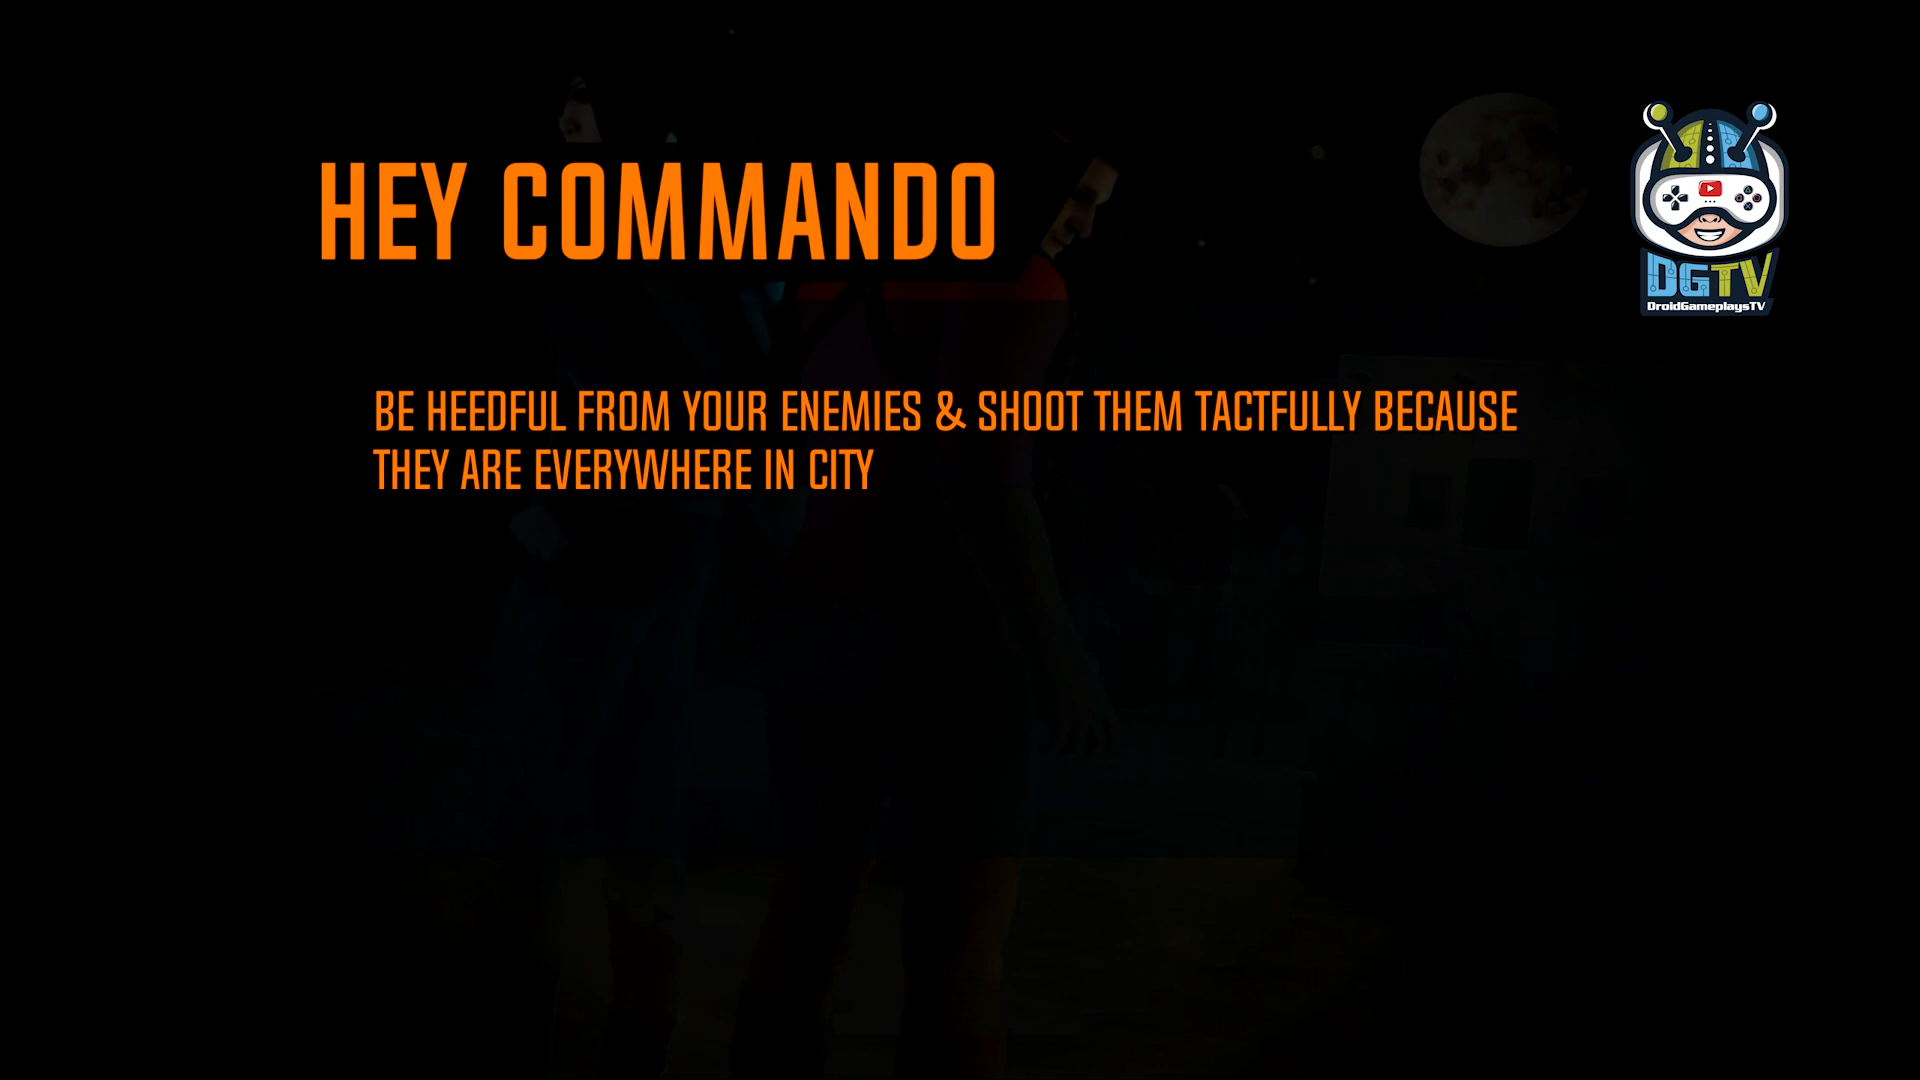 HEY COMMANDO
BE HEEDFUL FROM YOUR ENEMIES & SHOOT THEM TACTFULLY BECAUSE
THEY ARE EVERYWHERE IN CITY
DGTV
DroidGameplaysTV